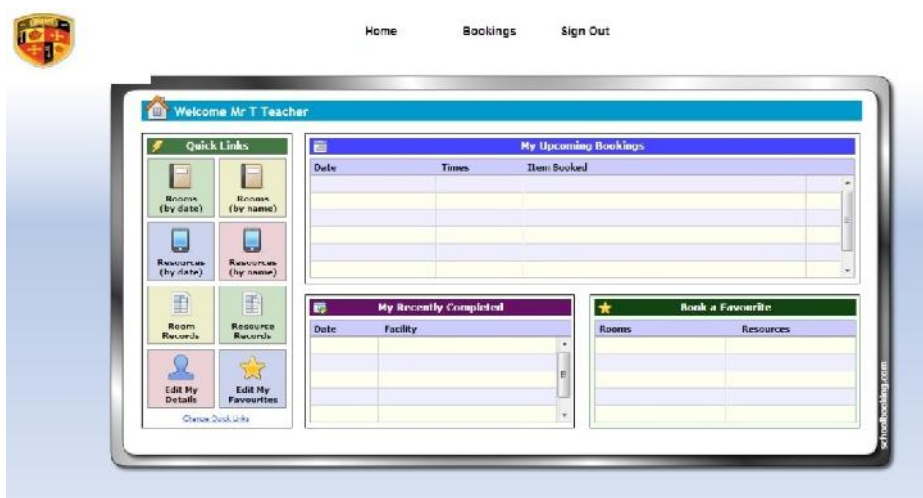 Home Bookings Sign Out
Welcome Mr T Teacher
Quick Links
Rooms
(by date)
Rooms
(by name)
Resources
(by date)
Resources
(by name)
Room
Records
Resource
Records
Edit My
Details
Edit My
Favourites
Change Quick Links
My Upcoming Bookings
Date Times Item Booked
My Recently Completed
Date Facility
Book a Favourite
Rooms Resources
schoolbooking.com